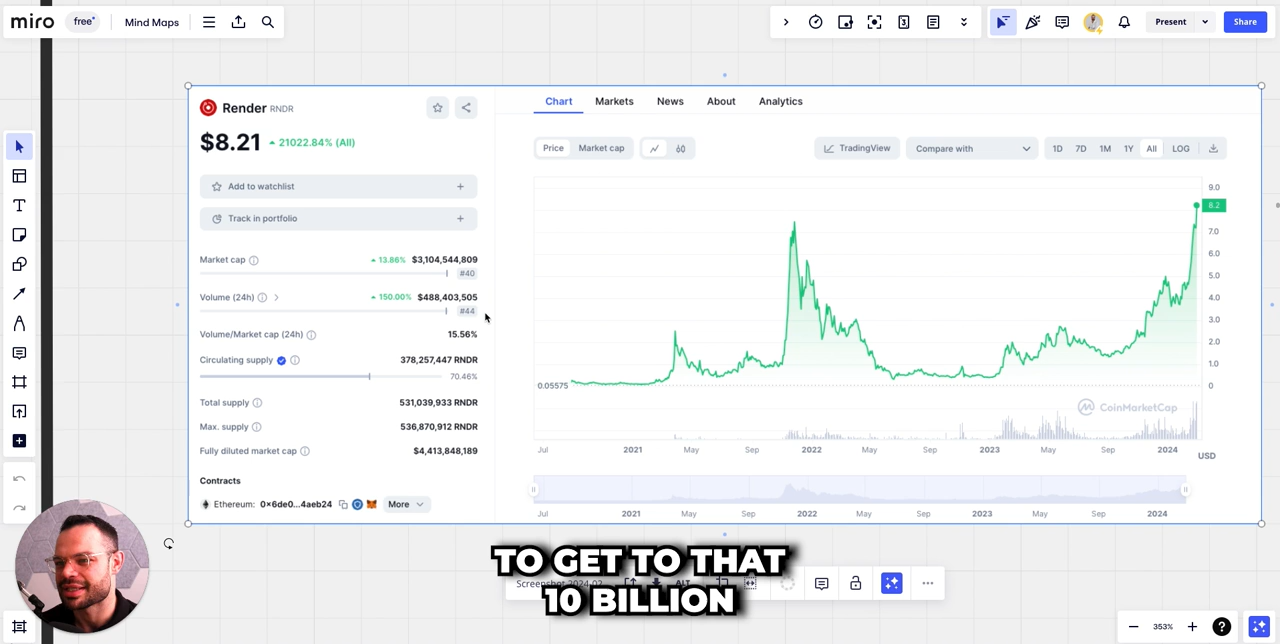 miro free Mind Maps
3
Present
Share
Render RNDR
$8.21 21022.84% (All)
Add to watchlist
Track in portfolio
Market cap 13.86% $3,104,544,809
#40
Volume (24h) 150.00% $488,403,505
#44
Volume/Market cap (24h) 15.56%
Circulating supply 378,257,447 RNDR
70.46%
Total supply 531,039,933 RNDR
Max. supply 536,870,912 RNDR
Fully diluted market cap $4,413,848,189
Contracts
Ethereum: 0x6de0...4aeb24 More
Chart Markets News About Analytics
Price Market cap TradingView Compare with 1D 7D 1M 1Y All LOG
9.0
8.2
7.0
6.0
5.0
4.0
3.0
2.0
1.0
0
0.05575
CoinMarketCap
Jul 2021 May Sep 2022 May Sep 2023 May Sep 2024
USD
Jul 2021 May Sep 2022 May Sep 2023 May Sep 2024
TO GET TO THAT
10 BILLION
353%